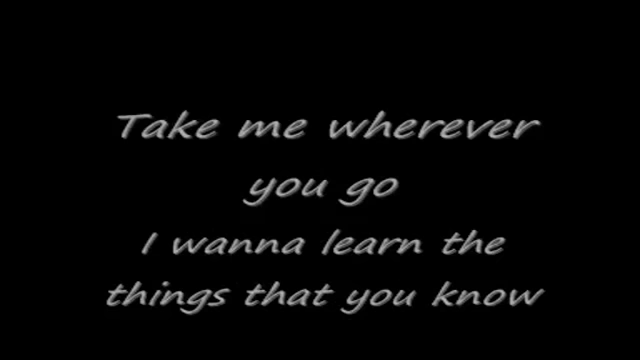 Take me wherever
you go
I wanna learn the
things that you know